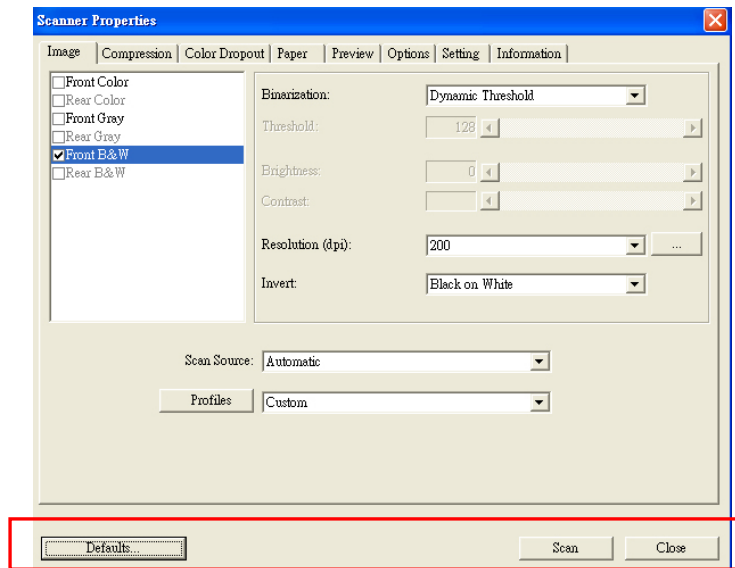 Scanner Properties
Image Compression Color Dropout Paper Preview Options Setting Information
Front Color
Rear Color
Front Gray
Rear Gray
Front B&W
Rear B&W
Binarization: Dynamic Threshold
Threshold: 128
Brightness: 0
Contrast:
Resolution (dpi): 200 ...
Invert: Black on White
Scan Source: Automatic
Profiles Custom
Defaults... Scan Close